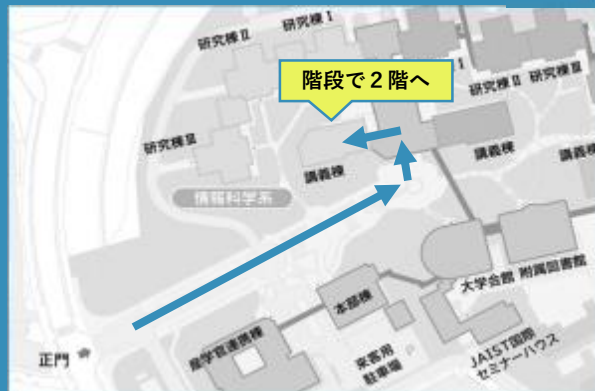 研究棟Ⅱ
研究棟Ⅰ
階段で２階へ
Ⅰ
研究棟Ⅱ
研究棟Ⅲ
研究棟Ⅲ
講義棟
講義棟
講義棟
情報科学系
大学会館
附属図書館
本部棟
産学官連携棟
正門
来客用
駐車場
JAIST国際
セミナーハウス